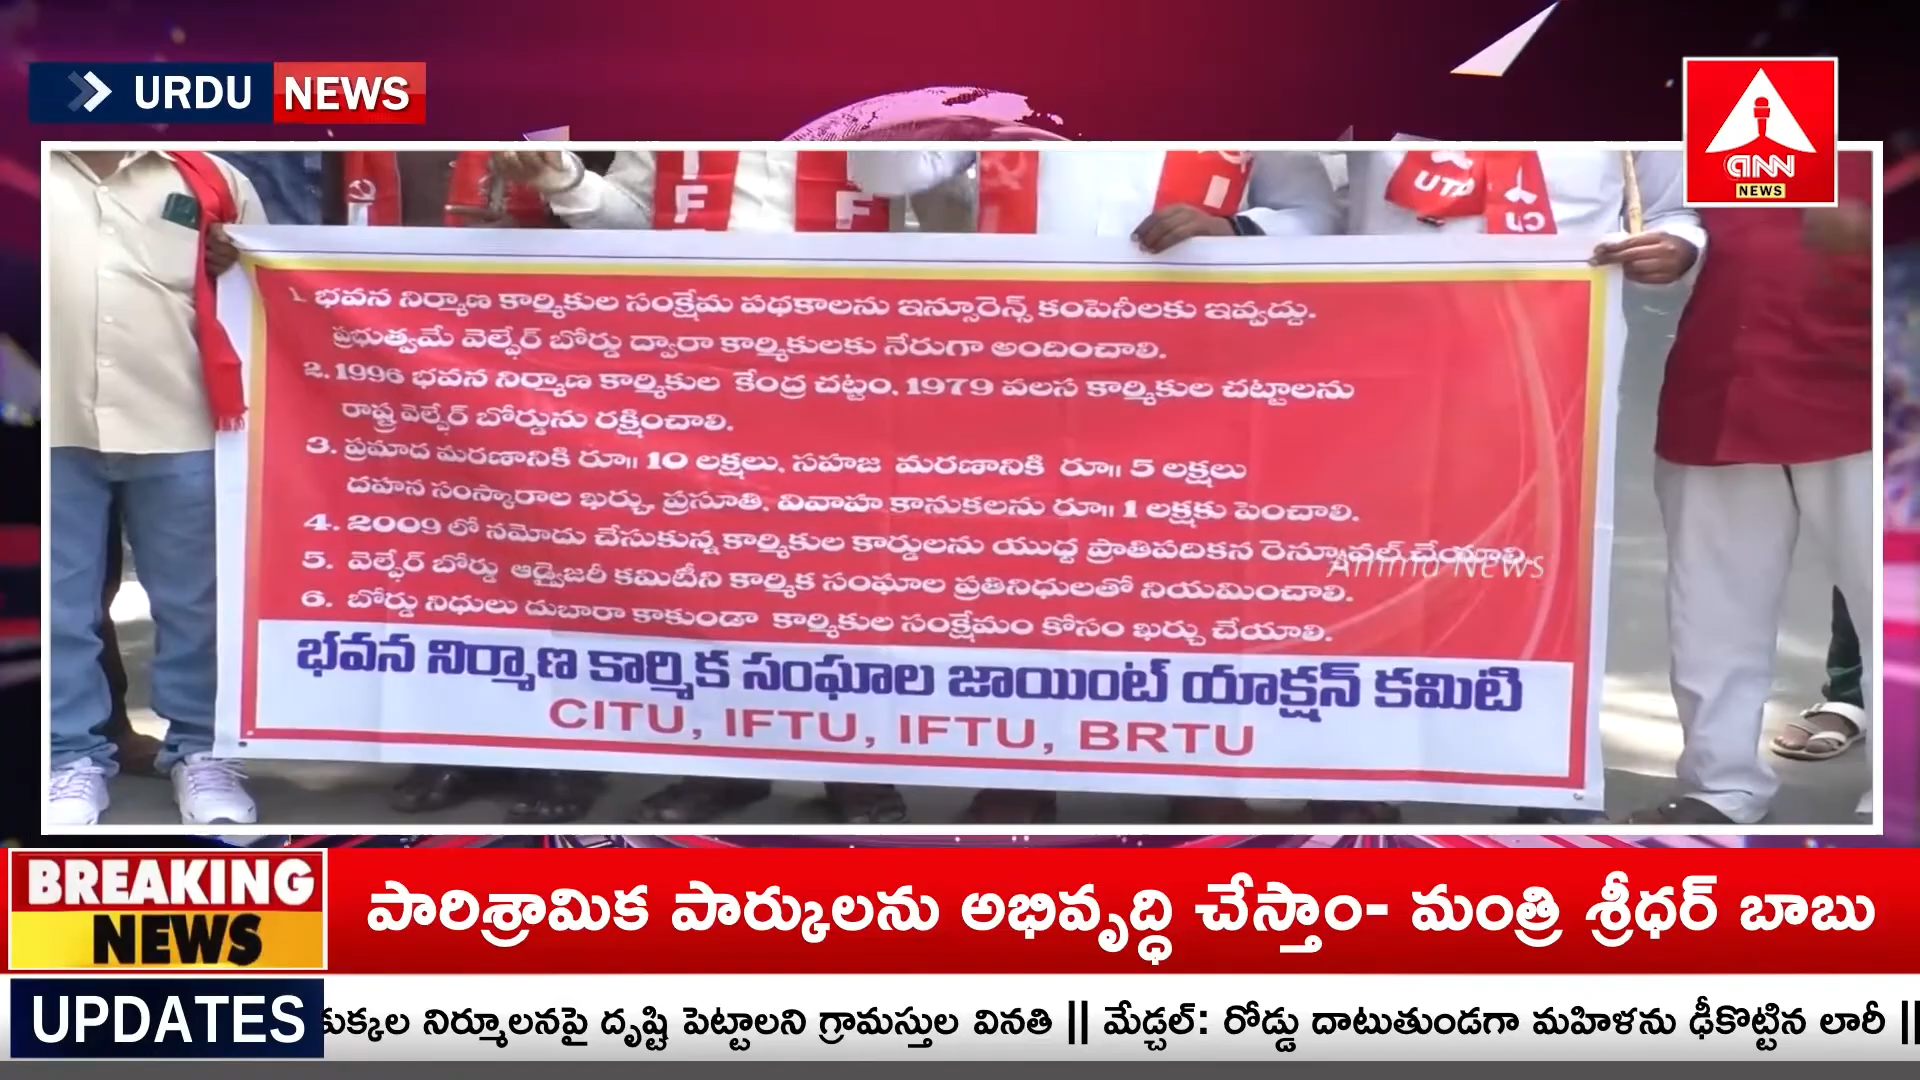 URDU NEWS
ANN
NEWS
F
F
1. భవన నిర్మాణ కార్మికుల సంక్షేమ పథకాలను ఇన్సూరెన్స్ కంపెనీలకు ఇవ్వద్దు.
ప్రభుత్వమే వెల్ఫేర్ బోర్డు ద్వారా కార్మికులకు నేరుగా అందించాలి.
2. 1996 భవన నిర్మాణ కార్మికుల కేంద్ర చట్టం. 1979 వలస కార్మికుల చట్టాలను
రాష్ట్ర వెల్ఫేర్ బోర్డును రక్షించాలి.
3. ప్రమాద మరణానికి రూ॥ 10 లక్షలు, సహజ మరణానికి రూ॥ 5 లక్షలు
దహన సంస్కారాల ఖర్చు, ప్రసూతి, వివాహ కానుకలను రూ॥ 1 లక్షకు పెంచాలి.
4. 2009 లో నమోదు చేసుకున్న కార్మికుల కార్డులను యుద్ధ ప్రాతిపదికన రెన్యూవల్ చేయాలి
Amma News
5. వెల్ఫేర్ బోర్డు అడ్వైజరీ కమిటీని కార్మిక సంఘాల ప్రతినిధులతో నియమించాలి.
6. బోర్డు నిధులు దుబారా కాకుండా కార్మికుల సంక్షేమం కోసం ఖర్చు చేయాలి.
భవన నిర్మాణ కార్మిక సంఘాల జాయింట్ యాక్షన్ కమిటి
CITU, IFTU, IFTU, BRTU
BREAKING
NEWS
పారిశ్రామిక పార్కులను అభివృద్ధి చేస్తాం- మంత్రి శ్రీధర్ బాబు
UPDATES
కుక్కల నిర్మూలనపై దృష్టి పెట్టాలని గ్రామస్తుల వినతి || మేడ్చల్: రోడ్డు దాటుతుండగా మహిళను ఢీకొట్టిన లారీ ||